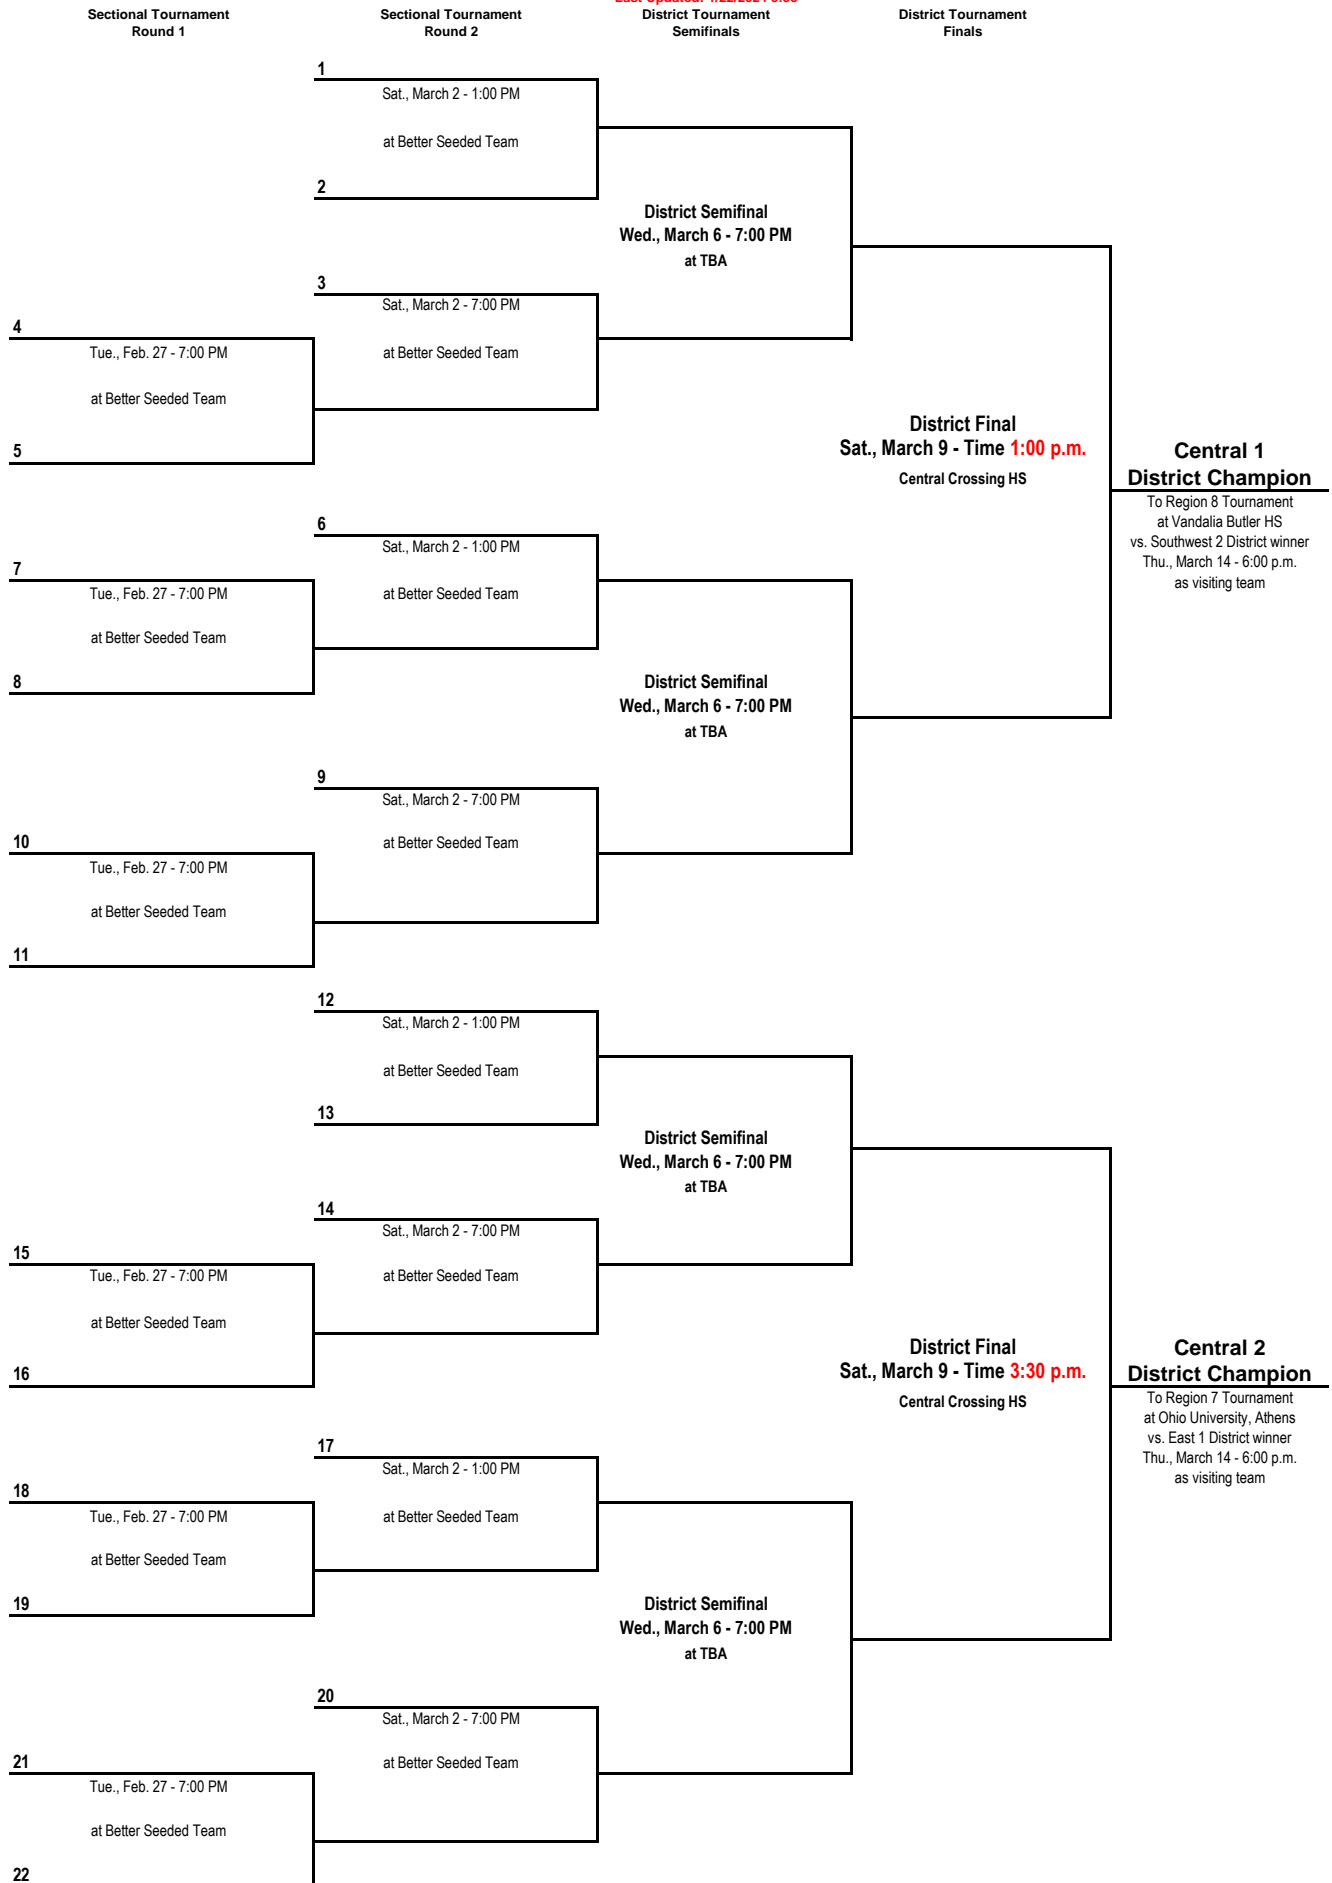 Sectional Tournament
Round 1
Sectional Tournament
Round 2
District Tournament
Semifinals
District Tournament
Finals
1
Sat., March 2 - 1:00 PM
at Better Seeded Team
2
District Semifinal
Wed., March 6 - 7:00 PM
at TBA
3
Sat., March 2 - 7:00 PM
at Better Seeded Team
4
Tue., Feb. 27 - 7:00 PM
at Better Seeded Team
5
District Final
Sat., March 9 - Time 1:00 p.m.
Central Crossing HS
Central 1
District Champion
To Region 8 Tournament
at Vandalia Butler HS
vs. Southwest 2 District winner
Thu., March 14 - 6:00 p.m.
as visiting team
6
Sat., March 2 - 1:00 PM
at Better Seeded Team
7
Tue., Feb. 27 - 7:00 PM
at Better Seeded Team
8
District Semifinal
Wed., March 6 - 7:00 PM
at TBA
9
Sat., March 2 - 7:00 PM
at Better Seeded Team
10
Tue., Feb. 27 - 7:00 PM
at Better Seeded Team
11
12
Sat., March 2 - 1:00 PM
at Better Seeded Team
13
District Semifinal
Wed., March 6 - 7:00 PM
at TBA
14
Sat., March 2 - 7:00 PM
at Better Seeded Team
15
Tue., Feb. 27 - 7:00 PM
at Better Seeded Team
16
District Final
Sat., March 9 - Time 3:30 p.m.
Central Crossing HS
Central 2
District Champion
To Region 7 Tournament
at Ohio University, Athens
vs. East 1 District winner
Thu., March 14 - 6:00 p.m.
as visiting team
17
Sat., March 2 - 1:00 PM
at Better Seeded Team
18
Tue., Feb. 27 - 7:00 PM
at Better Seeded Team
19
District Semifinal
Wed., March 6 - 7:00 PM
at TBA
20
Sat., March 2 - 7:00 PM
at Better Seeded Team
21
Tue., Feb. 27 - 7:00 PM
at Better Seeded Team
22